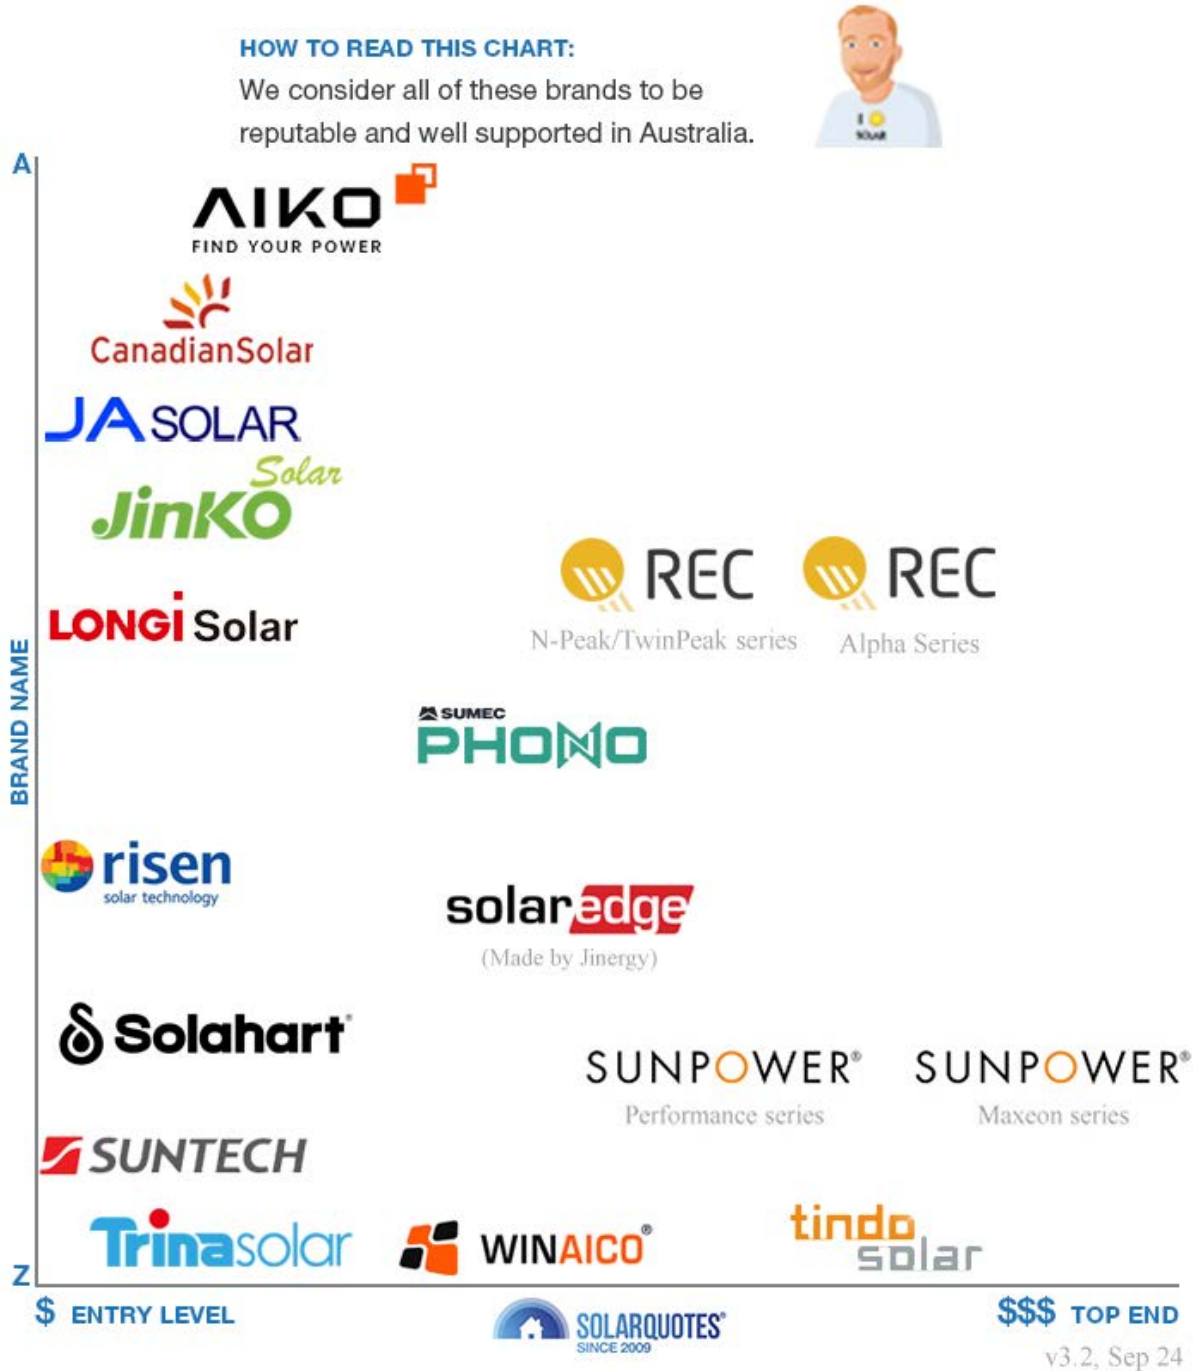 HOW TO READ THIS CHART:
We consider all of these brands to be
reputable and well supported in Australia.
I
SOLAR
A
AIKO
FIND YOUR POWER
CanadianSolar
JA SOLAR
Solar
JinKO
REC
REC
N-Peak/TwinPeak series
Alpha Series
LONGi Solar
BRAND NAME
SUMEC
PHONO
risen
solar technology
solaredge
(Made by Jinergy)
Solahart®
SUNPOWER®
SUNPOWER®
Performance series
Maxeon series
SUNTECH
Trinasolar
WINAICO®
tindo
solar
Z
$ ENTRY LEVEL
SOLARQUOTES®
SINCE 2009
$$$ TOP END
v3.2, Sep 24